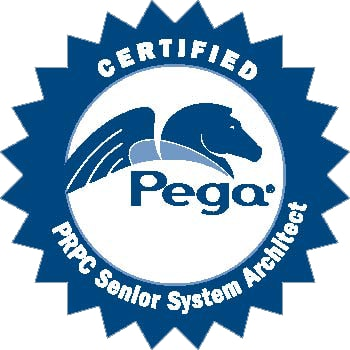 CERTIFIED
Pega®
PRPC Senior System Architect